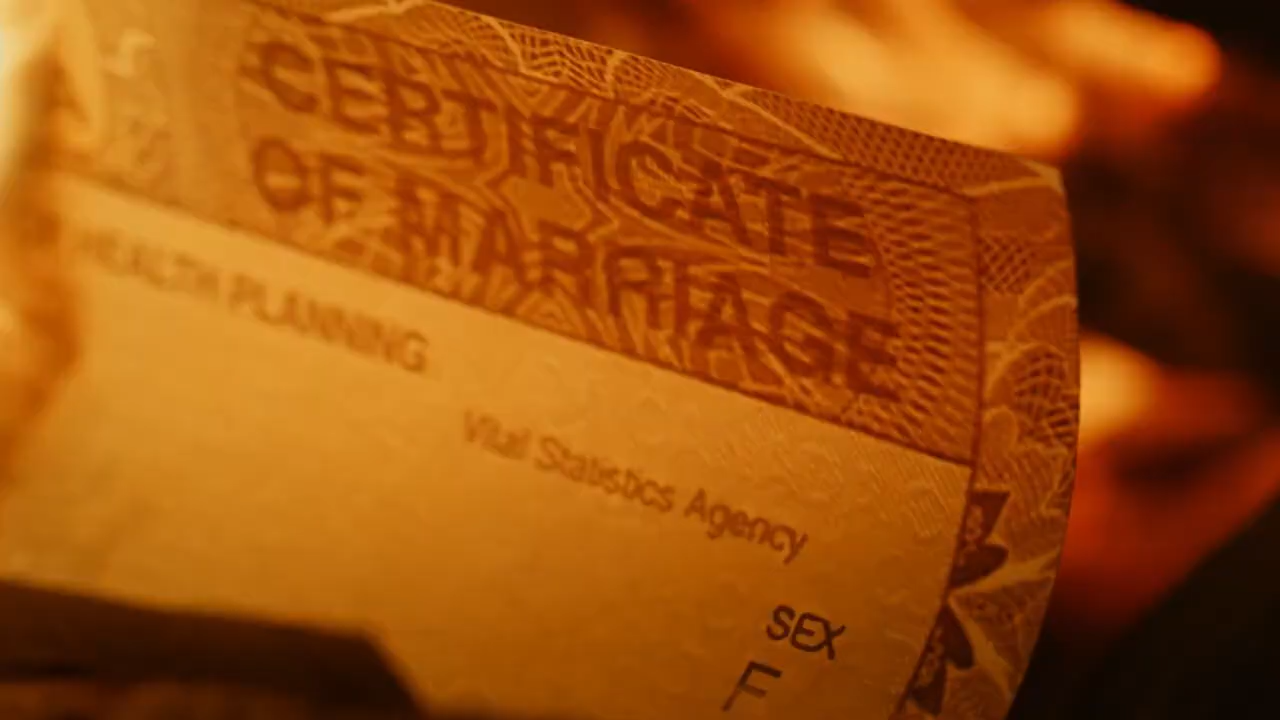 CERTIFICATE
OF MARRIAGE
HEALTH PLANNING
Vital Statistics Agency
SEX
F